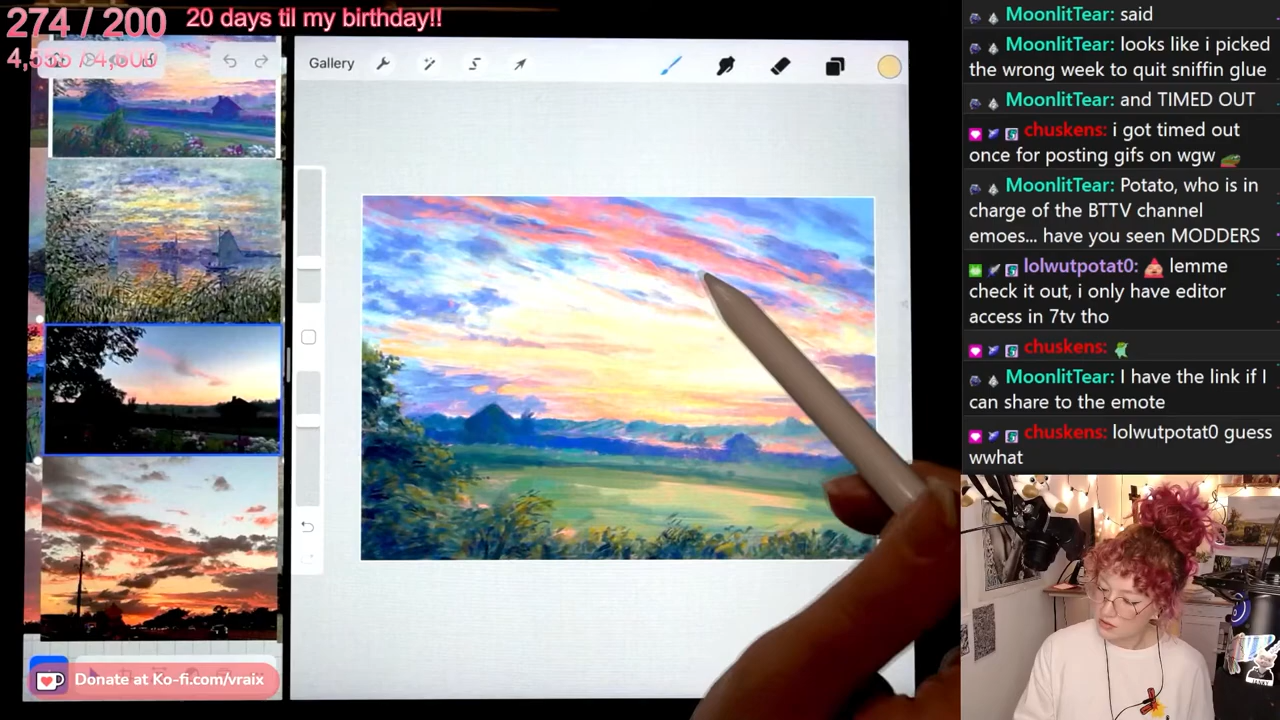 274 / 200
20 days til my birthday!!
Gallery
Donate at Ko-fi.com/vraix
MoonlitTear: said
MoonlitTear: looks like i picked
the wrong week to quit sniffin glue
MoonlitTear: and TIMED OUT
chuskens: i got timed out
once for posting gifs on wgw
MoonlitTear: Potato, who is in
charge of the BTTV channel
emoes... have you seen MODDERS
lolwutpotat0: lemme
check it out, i only have editor
access in 7tv tho
chuskens:
MoonlitTear: I have the link if I
can share to the emote
chuskens: lolwutpotat0 guess
wwhat